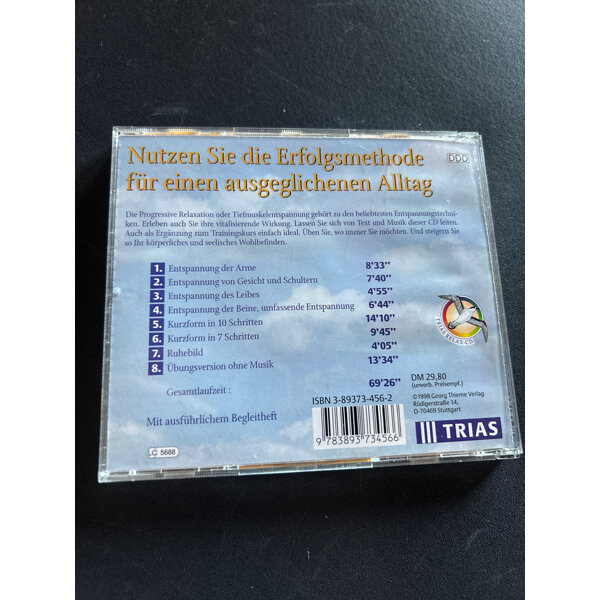 Nutzen Sie die Erfolgsmethode
für einen ausgeglichenen Alltag
DDD
Die Progressive Relaxation oder Tiefmuskelentspannung gehört zu den beliebtesten Entspannungstechni-
ken. Erleben auch Sie ihre vitalisierende Wirkung. Lassen Sie sich von Text und Musik dieser CD leiten.
Auch als Ergänzung zum Trainingskurs einfach ideal. Üben Sie, wo immer Sie möchten. Und steigern Sie
so Ihr körperliches und seelisches Wohlbefinden.
1. Entspannung der Arme 8'33''
2. Entspannung von Gesicht und Schultern 7'40''
3. Entspannung des Leibes 4'55''
4. Entspannung der Beine, umfassende Entspannung 6'44''
5. Kurzform in 10 Schritten 14'10''
6. Kurzform in 7 Schritten 9'45''
7. Ruhebild 4'05''
8. Übungsversion ohne Musik 13'34''
Gesamtlaufzeit : 69'26''
TRIAS RELAX-CD
DM 29,80
(unverb. Preisempf.)
©1998 Georg Thieme Verlag
Rüdigerstraße 14,
D-70469 Stuttgart
ISBN 3-89373-456-2
9 783893 734566
TRIAS
Mit ausführlichem Begleitheft
LC 5688